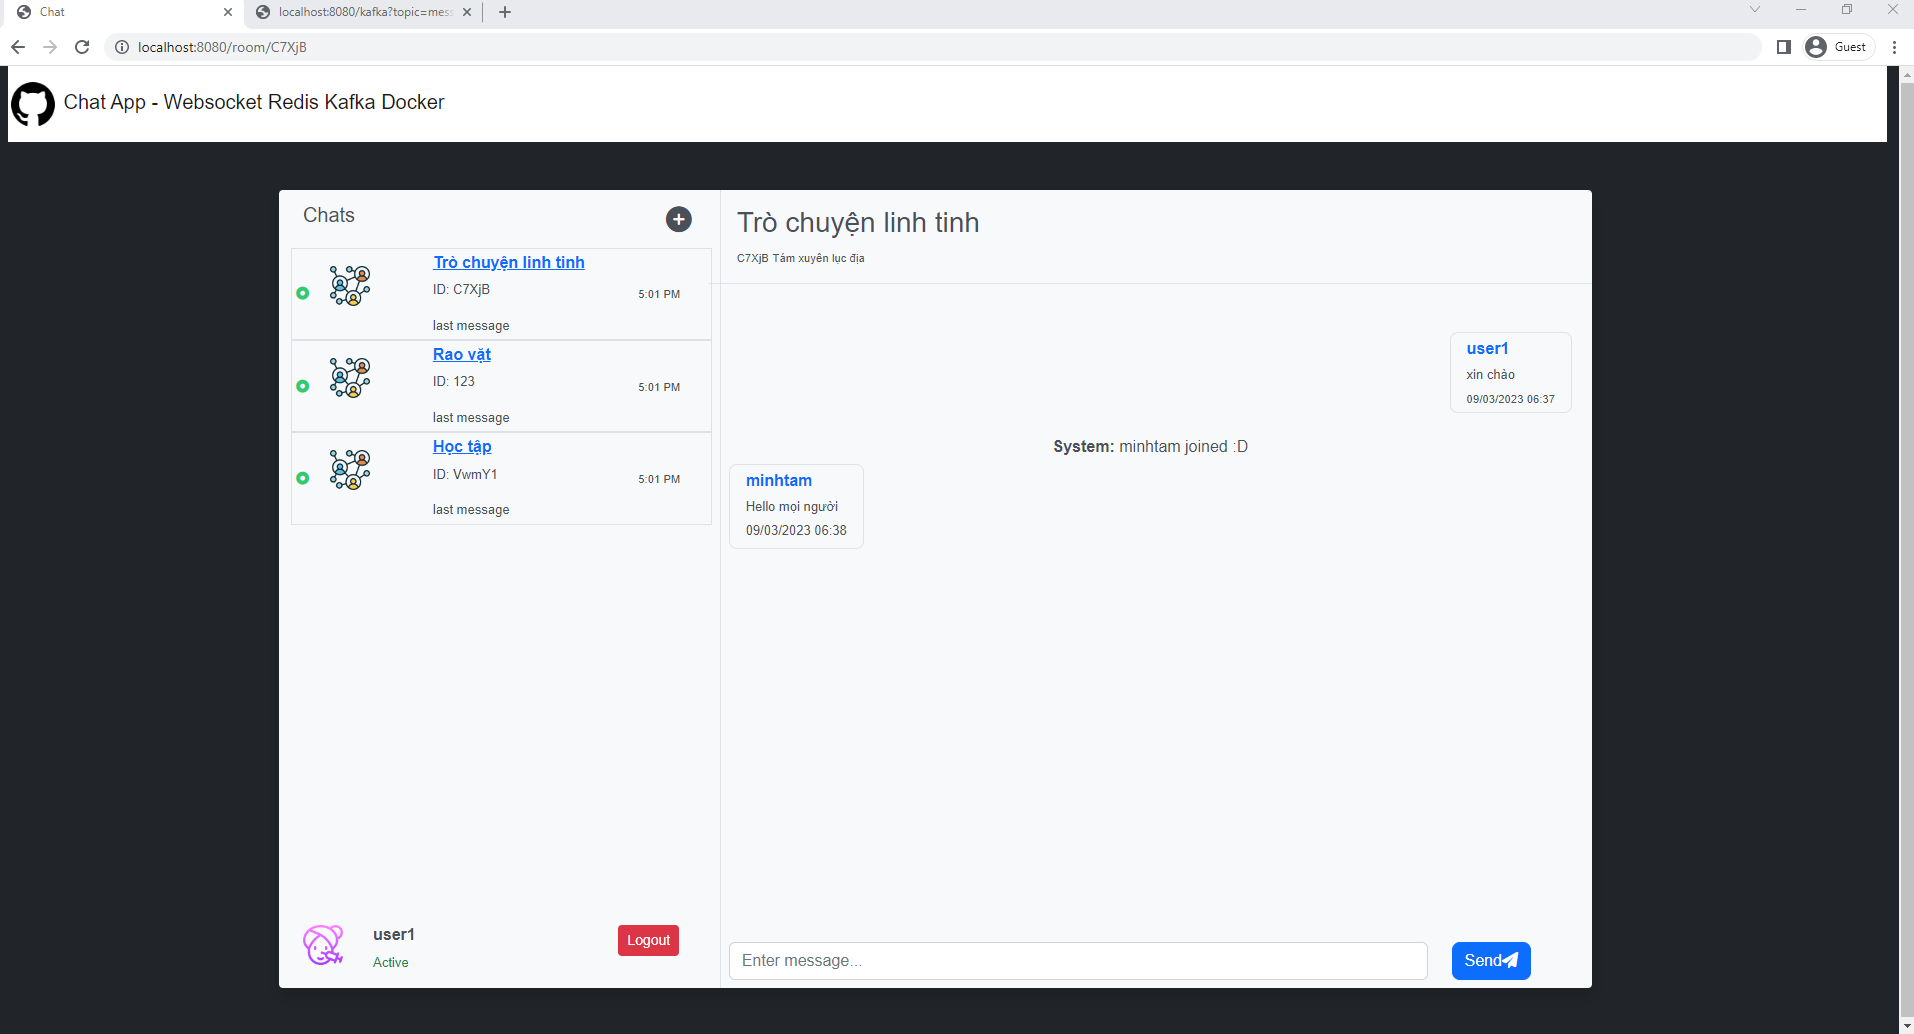 Chat
localhost:8080/kafka?topic=mess
localhost:8080/room/C7XjB
Guest
Chat App - Websocket Redis Kafka Docker
Chats
Trò chuyện linh tinh
ID: C7XjB
5:01 PM
last message
Rao vặt
ID: 123
5:01 PM
last message
Học tập
ID: VwmY1
5:01 PM
last message
user1
Active
Logout
Trò chuyện linh tinh
C7XjB Tám xuyên lục địa
user1
xin chào
09/03/2023 06:37
System: minhtam joined :D
minhtam
Hello mọi người
09/03/2023 06:38
Enter message...
Send